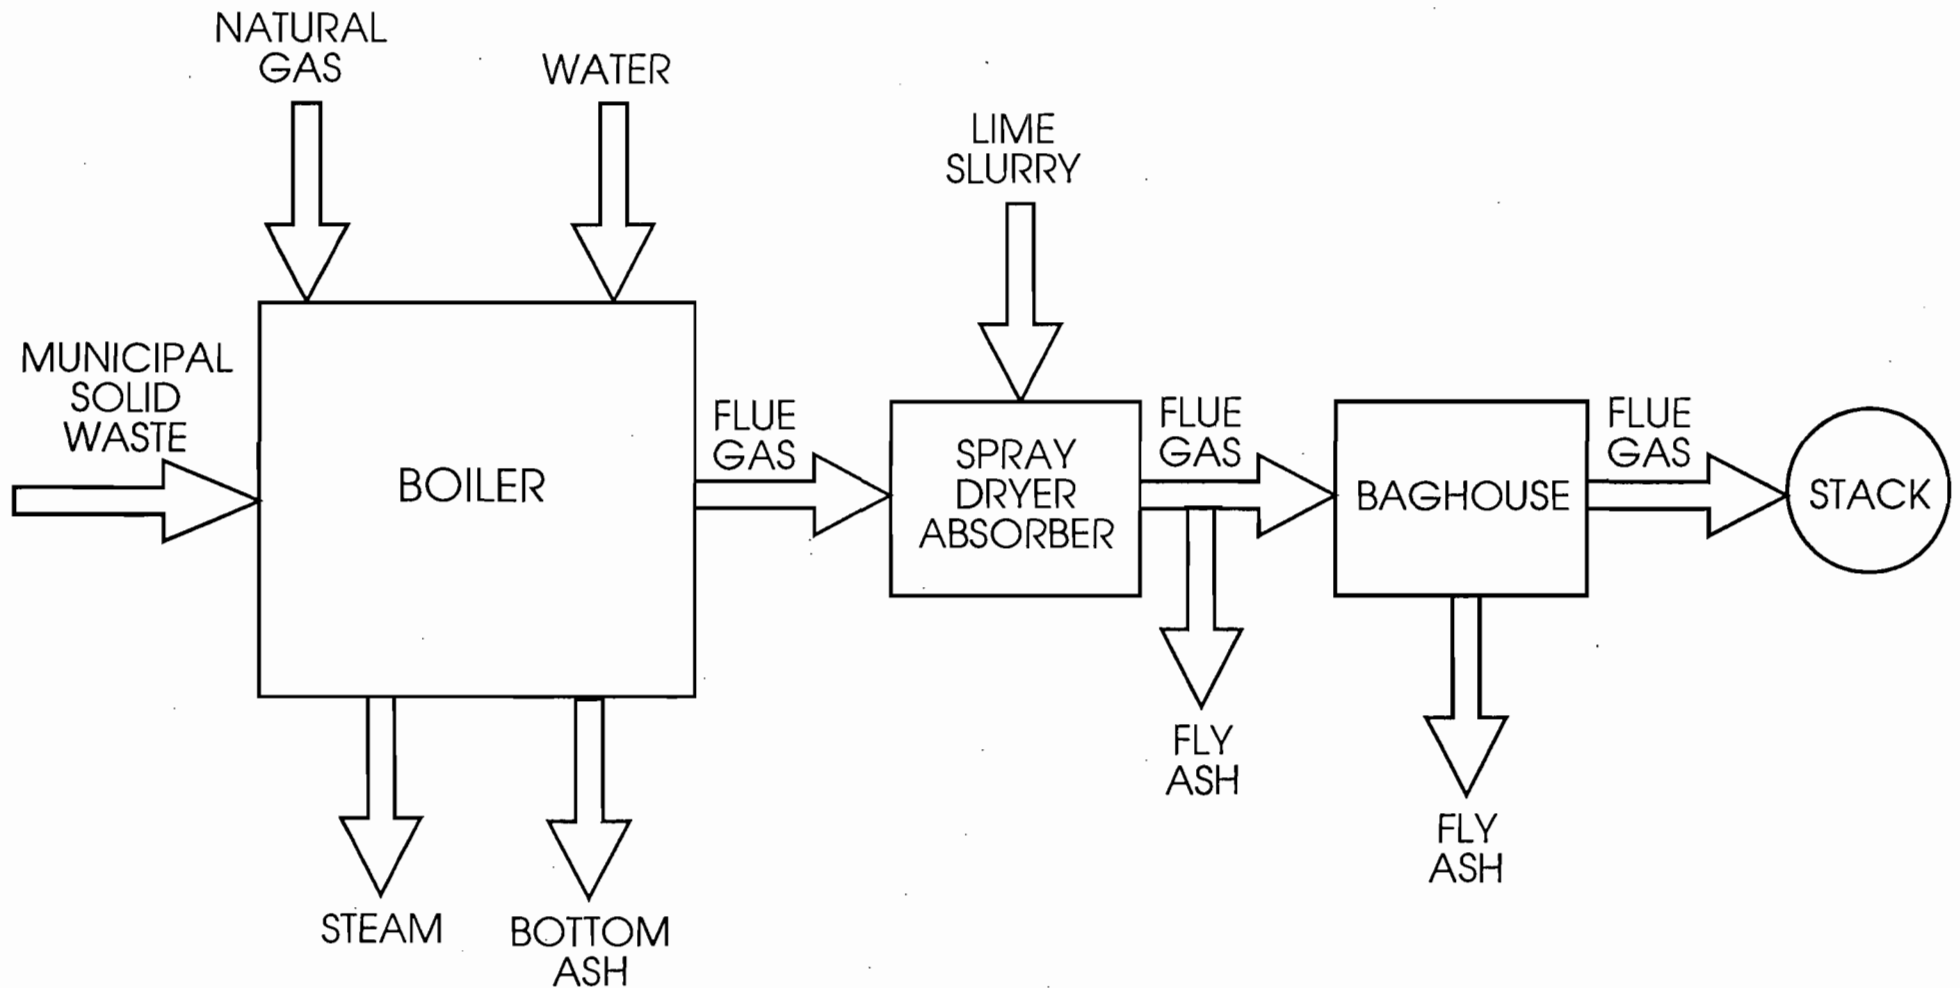 NATURAL
GAS
WATER
LIME
SLURRY
MUNICIPAL
SOLID
WASTE
BOILER
FLUE
GAS
SPRAY
DRYER
ABSORBER
FLUE
GAS
BAGHOUSE
FLUE
GAS
STACK
FLY
ASH
FLY
ASH
STEAM
BOTTOM
ASH